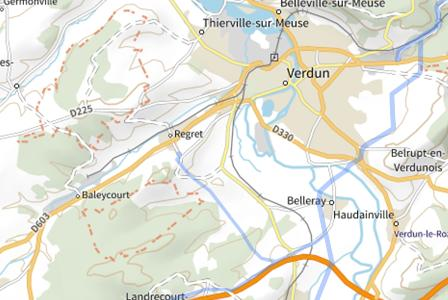 Germonville
Belleville-sur-Meuse
Thierville-sur-Meuse
es-
Verdun
D225
Regret
D330
Belrupt-en-
Verdunois
Baleycourt
Belleray
Haudainville
D603
Verdun-le-Ro
Landrecourt-